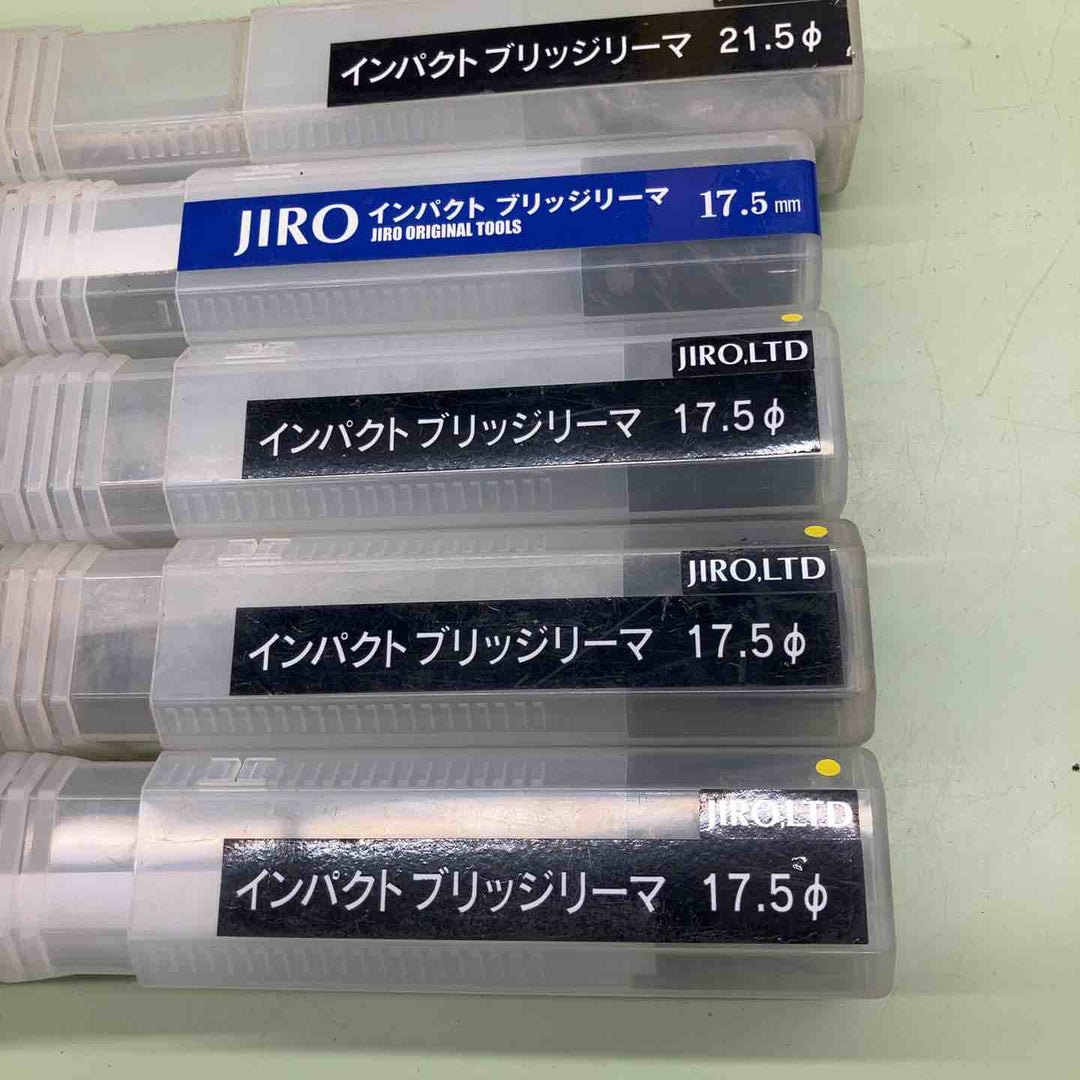 インパクト ブリッジリーマ 21.5φ
JIRO インパクト ブリッジリーマ 17.5mm
JIRO ORIGINAL TOOLS
JIRO,LTD
インパクト ブリッジリーマ 17.5φ
JIRO,LTD
インパクト ブリッジリーマ 17.5φ
JIRO,LTD
インパクト ブリッジリーマ 17.5φ